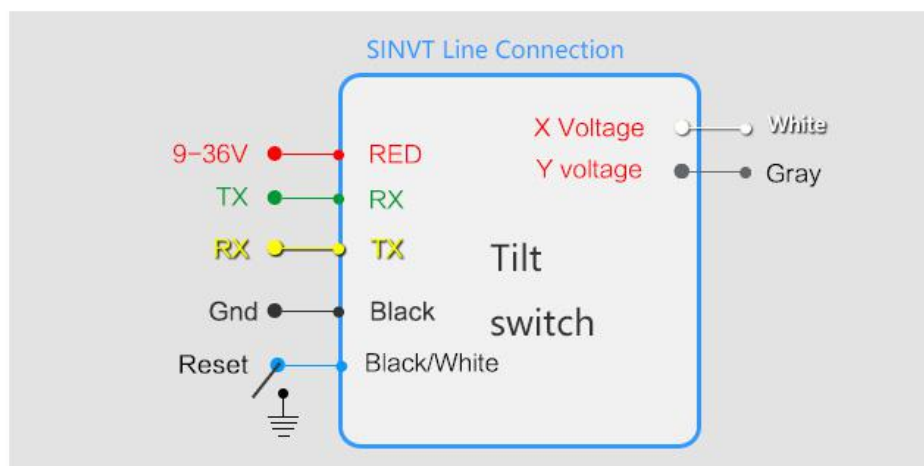 SINVT Line Connection
X Voltage White
9-36V RED
Y voltage Gray
TX RX
RX TX
Tilt
Gnd Black
switch
Reset Black/White